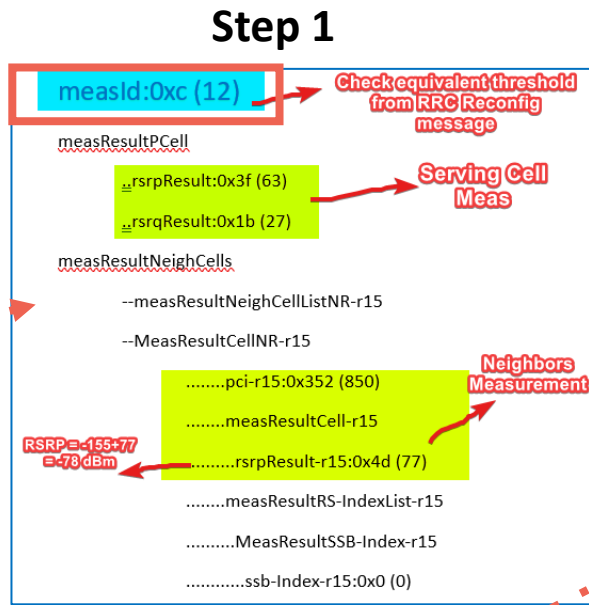 Step 1
measId:0xc (12)
Check equivalent threshold
from RRC Reconfig
message
measResultPCell
..rsrpResult:0x3f (63)
..rsrqResult:0x1b (27)
Serving Cell
Meas
measResultNeighCells
--measResultNeighCellListNR-r15
--MeasResultCellNR-r15
Neighbors
Measurement
........pci-r15:0x352 (850)
........measResultCell-r15
RSRP = -155+77
= -78 dBm
.........rsrpResult-r15:0x4d (77)
........measResultRS-IndexList-r15
..........MeasResultSSB-Index-r15
............ssb-Index-r15:0x0 (0)